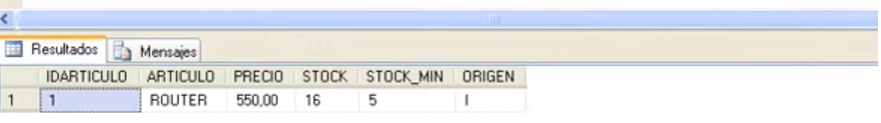 Resultados Mensajes
IDARTICULO ARTICULO PRECIO STOCK STOCK_MIN ORIGEN
1 1 ROUTER 550,00 16 5 I